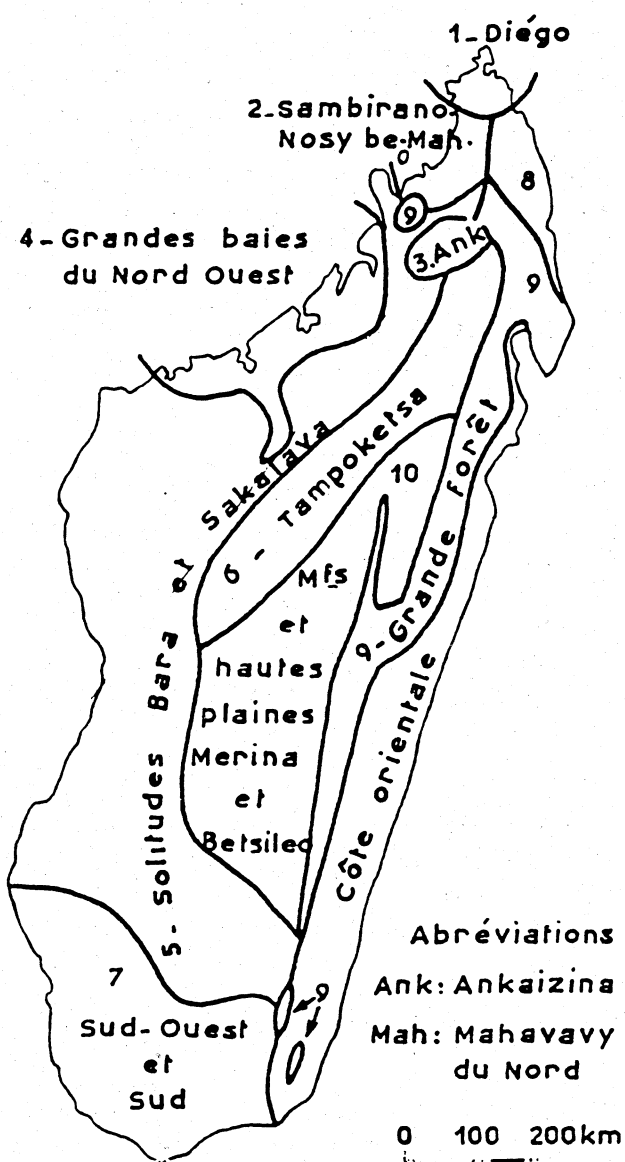 1_Diégo
2_Sambirano-
Nosy be-Mah.
8
9
4-Grandes baies
du Nord Ouest
3.Ank
9
5- Solitudes Bara et Sakalava
6 - Tampoketsa
10
9-Grande forêt
Mfs
et
hautes
plaines
Merina
et
Betsileo
Côte orientale
7
Sud-Ouest
et
Sud
9
Abréviations
Ank: Ankaizina
Mah: Mahavavy
du Nord
0 100 200km